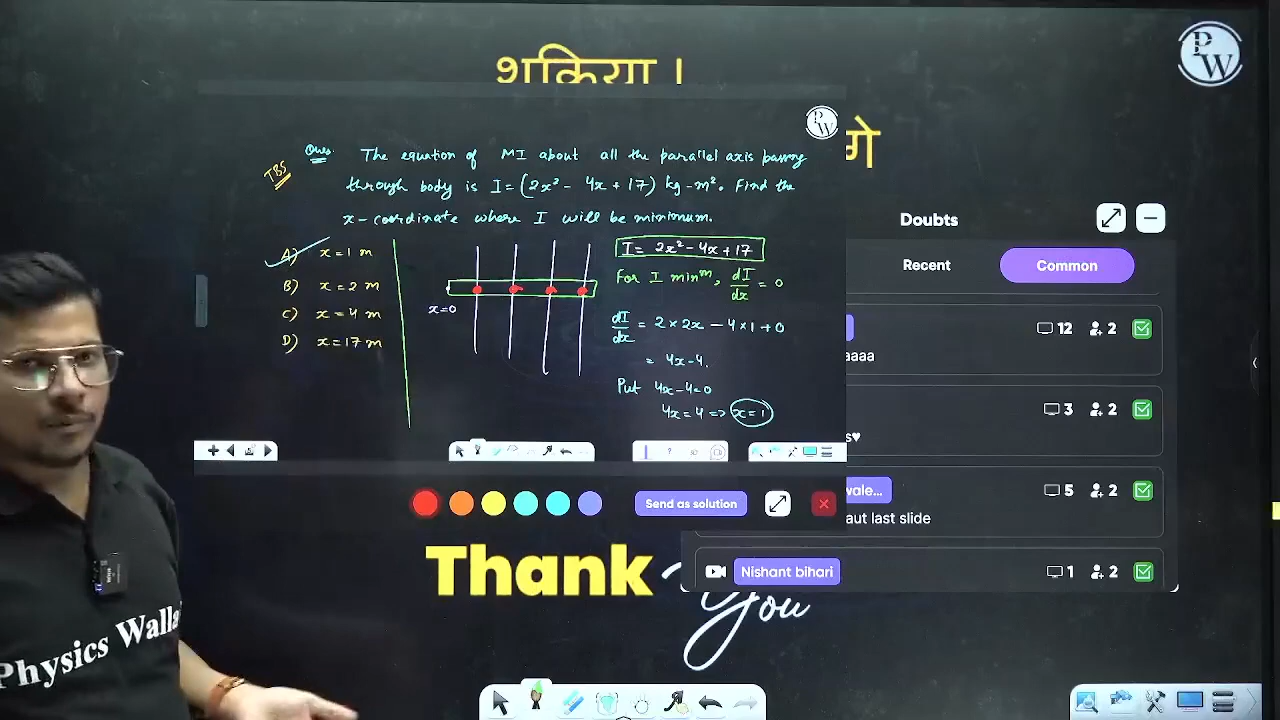 शुक्रिया ।
PW
गे
PW
Ques. The equation of MI about all the parallel axis passing
TBS
through body is I = (2x² - 4x + 17) kg-m². Find the
x-coordinate where I will be minimum.
A) x = 1 m
B) x = 2 m
C) x = 4 m
D) x = 17 m
x=0
I = 2x² - 4x + 17
For I minᵐ, dI/dx = 0
dI/dx = 2 × 2x - 4 × 1 + 0
= 4x - 4.
Put 4x - 4 = 0
4x = 4 => x = 1
Doubts
Recent
Common
12
2
aaaa
3
2
s♥
wale...
5
2
aut last slide
Nishant bihari
1
2
Send as solution
Thank
You
Physics Walla